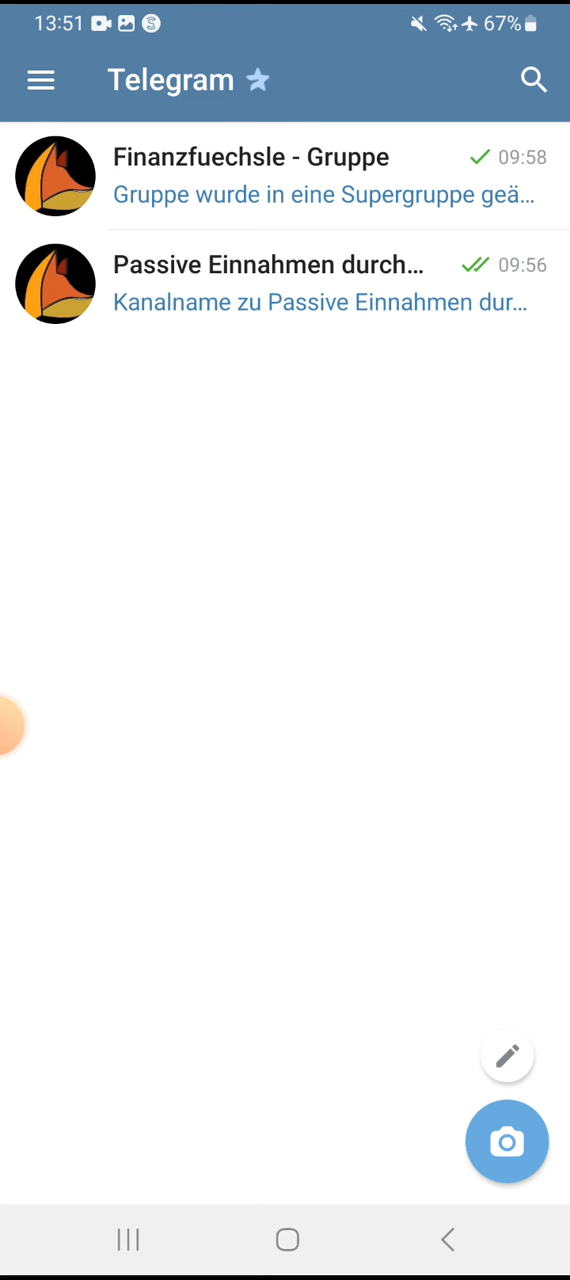 13:51 67%
Telegram
Finanzfuechsle - Gruppe 09:58
Gruppe wurde in eine Supergruppe geä...
Passive Einnahmen durch... 09:56
Kanalname zu Passive Einnahmen dur...